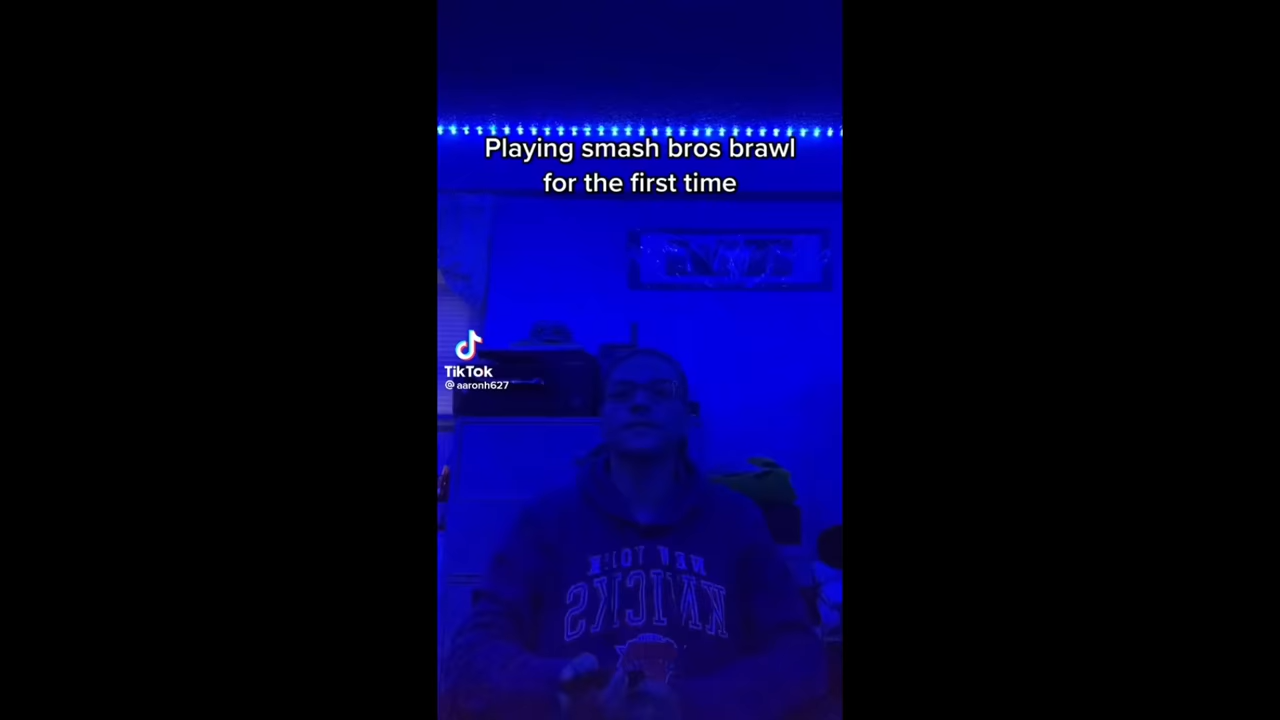 Playing smash bros brawl
for the first time
TikTok
@aaronh627
NEW YORK
KNICKS